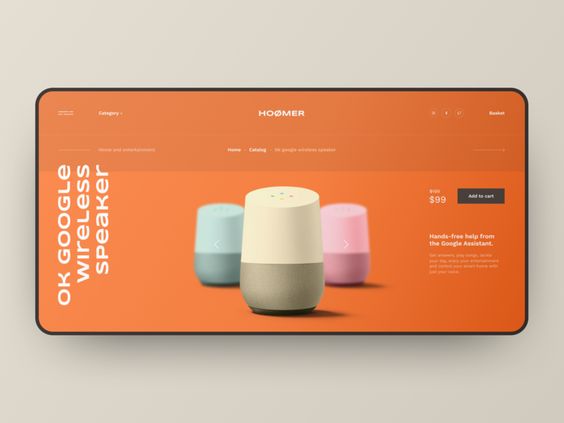 Category
HOØMER
Basket
Home and entertainment
Home - Catalog - Ok google wireless speaker
OK GOOGLE
Wireless
speaker
$199
$99
Add to cart
Hands-free help from
the Google Assistant.
Get answers, play songs, tackle
your day, enjoy your entertainment
and control your smart home with
just your voice.